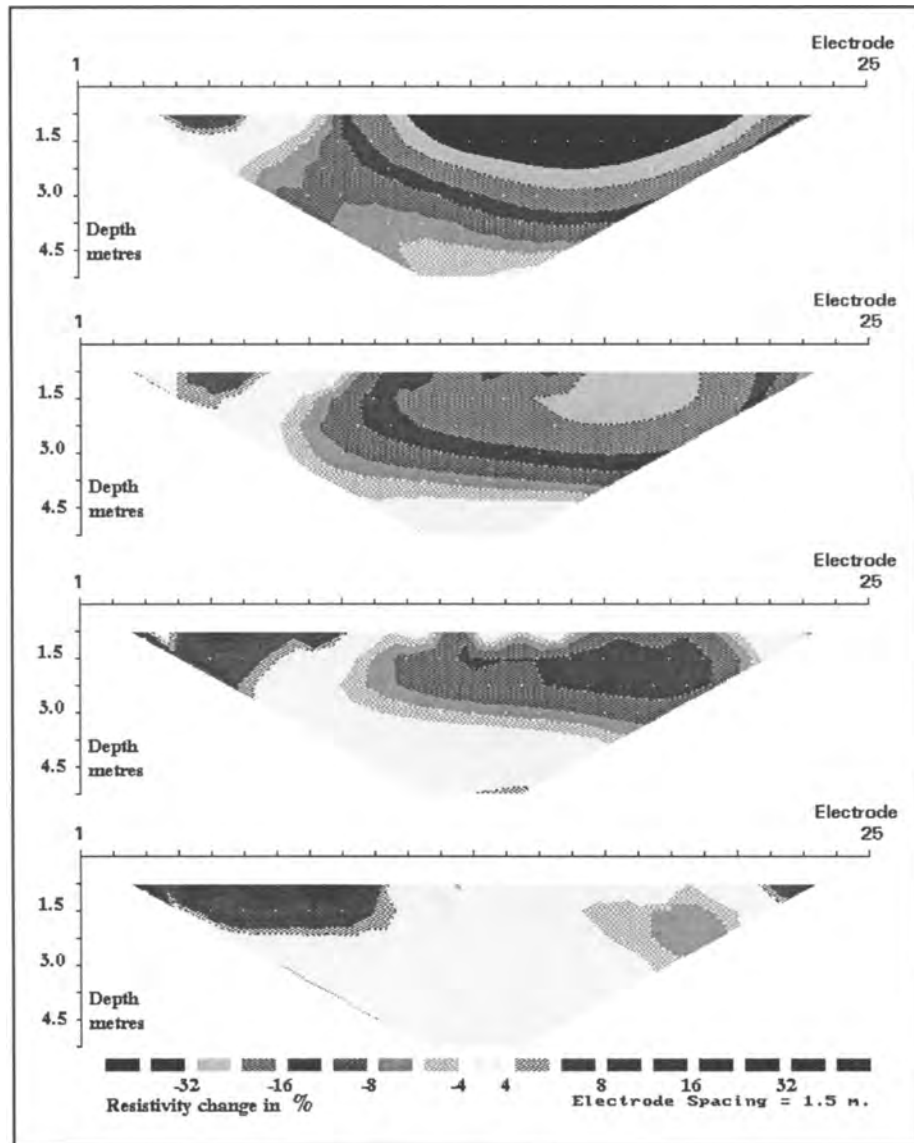 Electrode
1 25
1.5
3.0
Depth
metres
4.5
Electrode
1 25
1.5
3.0
Depth
metres
4.5
Electrode
1 25
1.5
3.0
Depth
metres
4.5
Electrode
1 25
1.5
3.0
Depth
metres
4.5
-32 -16 -8 -4 4 8 16 32
Resistivity change in % Electrode Spacing = 1.5 m.